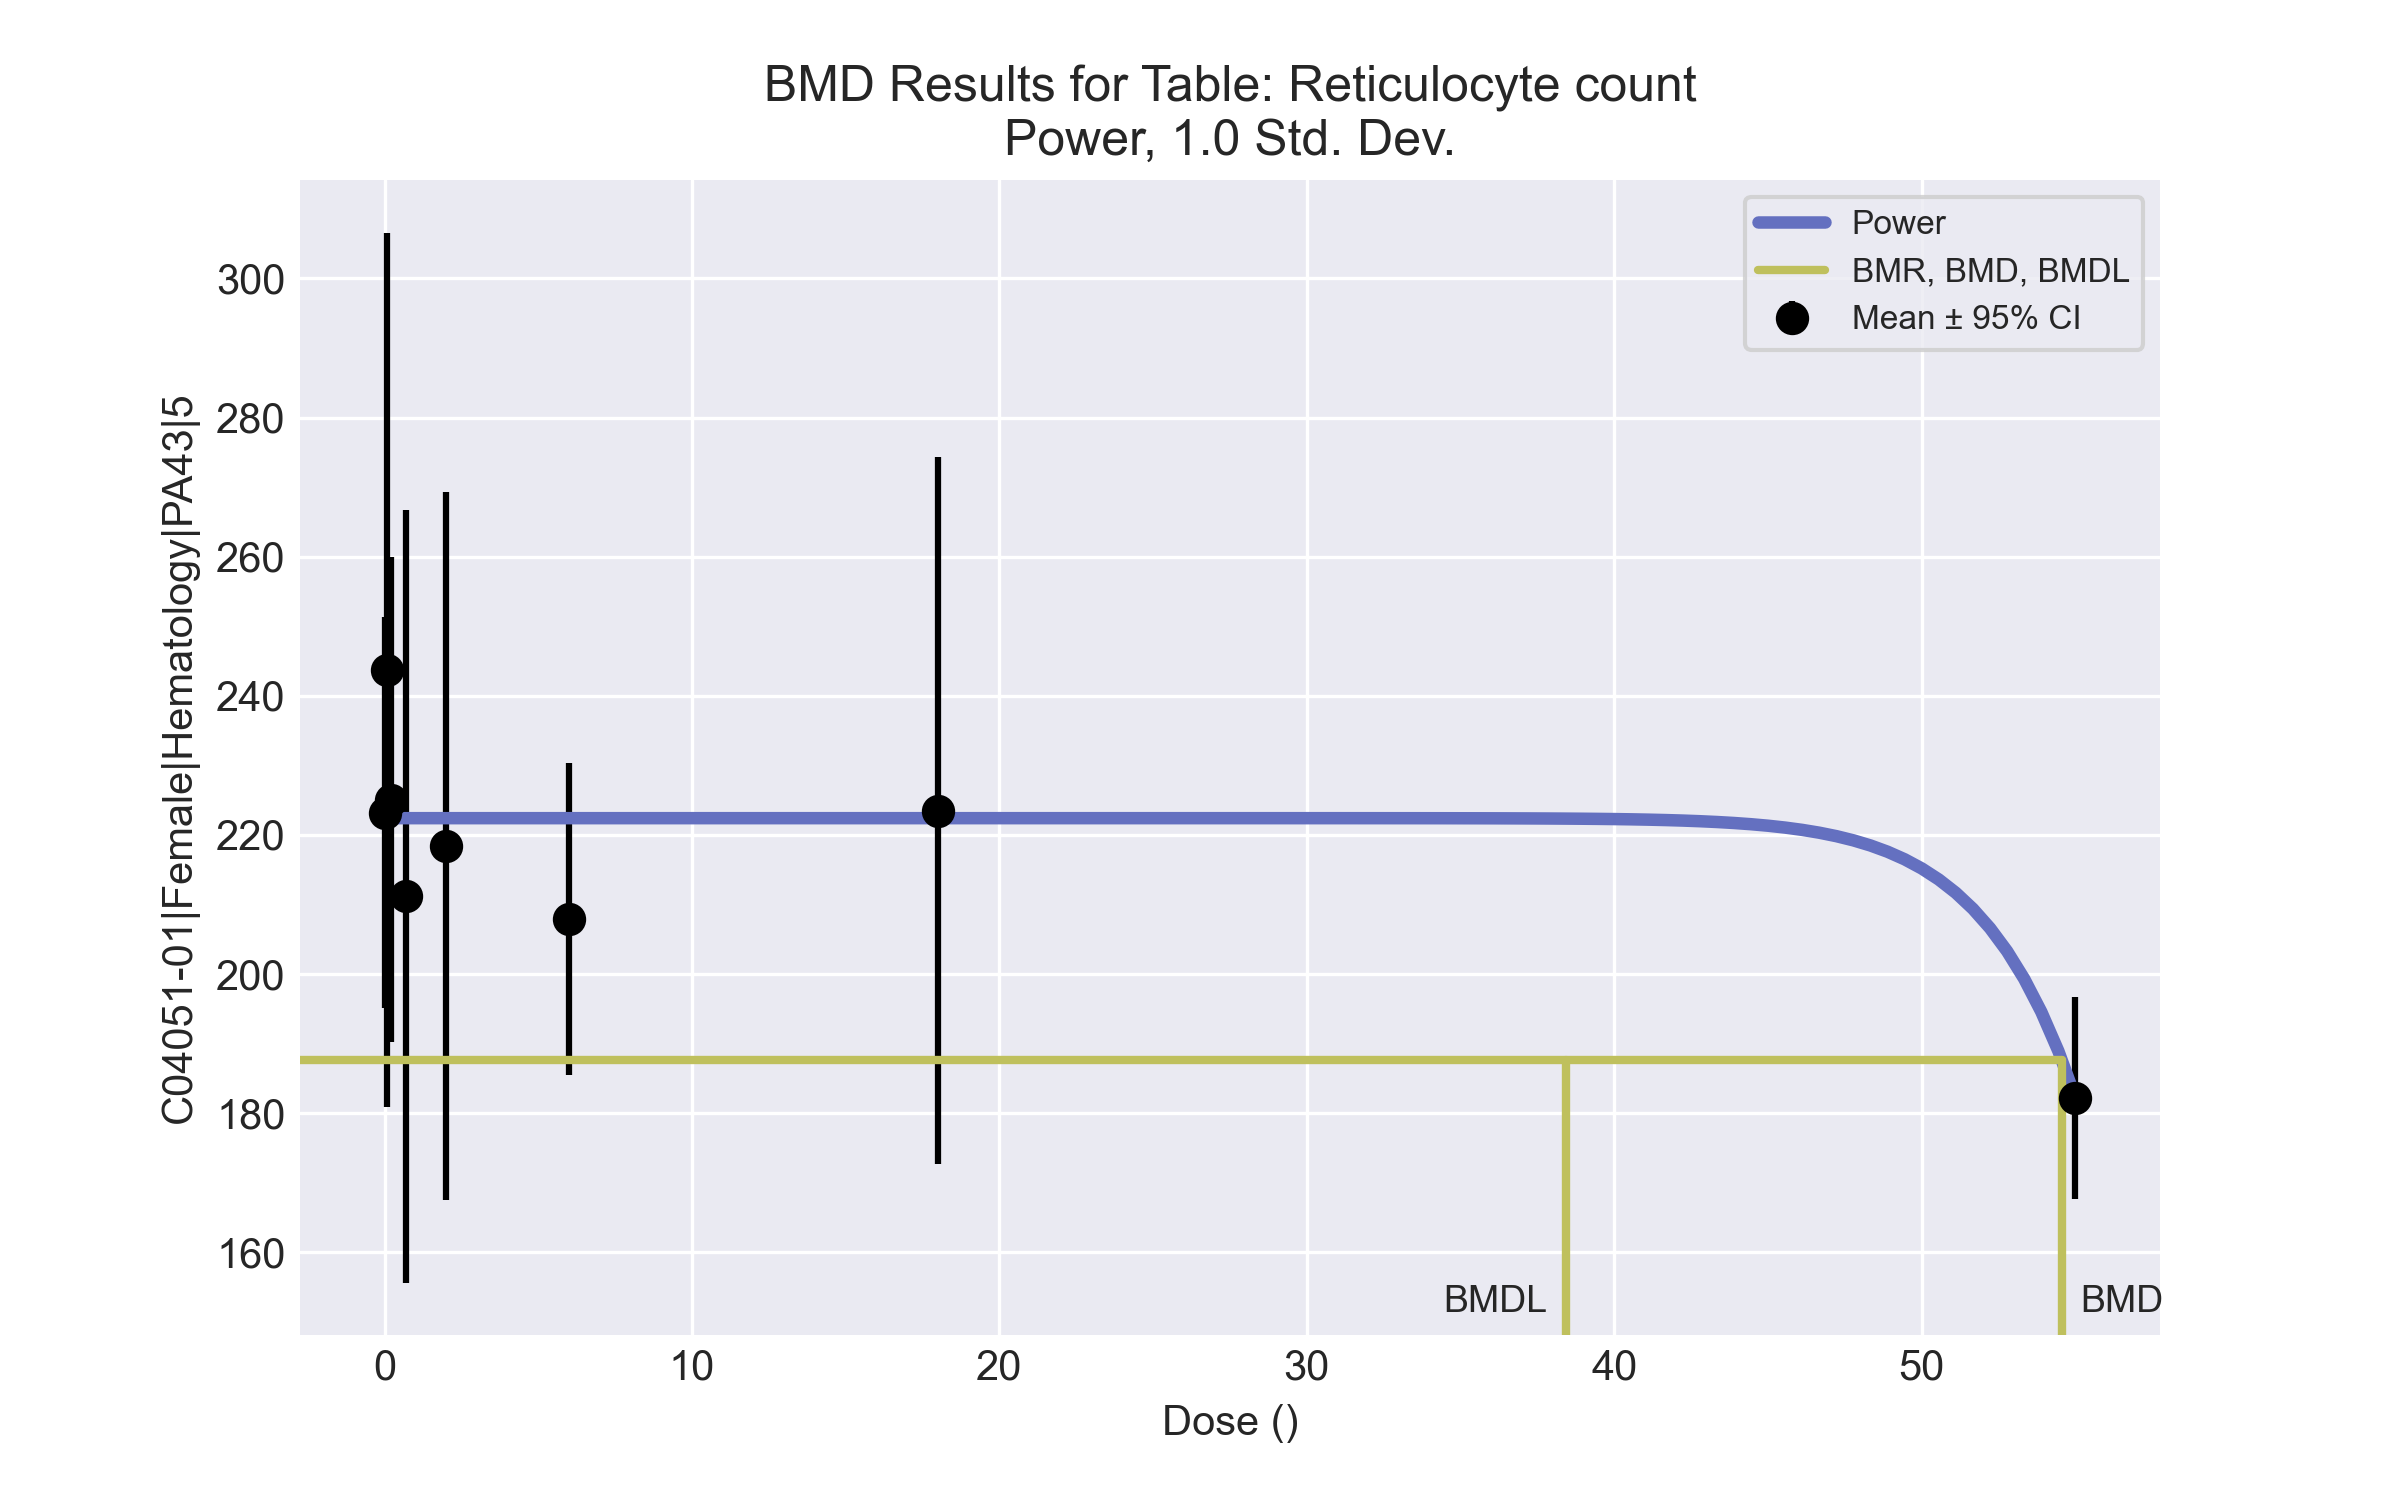 BMD Results for Table: Reticulocyte count
Power, 1.0 Std. Dev.
Power
BMR, BMD, BMDL
Mean ± 95% CI
C04051-01|Female|Hematology|PA43|5
300
280
260
240
220
200
180
160
BMDL
BMD
0
10
20
30
40
50
Dose ()